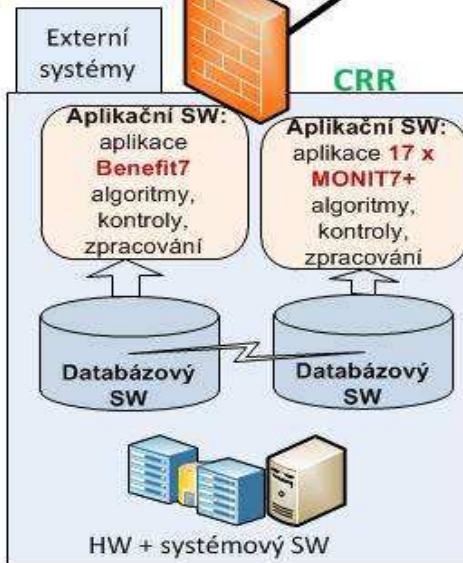 Externí
systémy
CRR
Aplikační SW:
aplikace
Benefit7
algoritmy,
kontroly,
zpracování
Aplikační SW:
aplikace 17 x
MONIT7+
algoritmy,
kontroly,
zpracování
Databázový
SW
Databázový
SW
HW + systémový SW